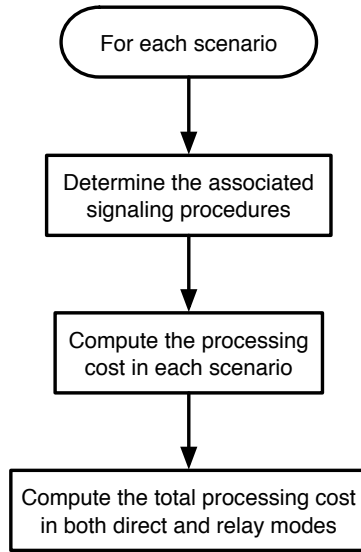 For each scenario
Determine the associated
signaling procedures
Compute the processing
cost in each scenario
Compute the total processing cost
in both direct and relay modes